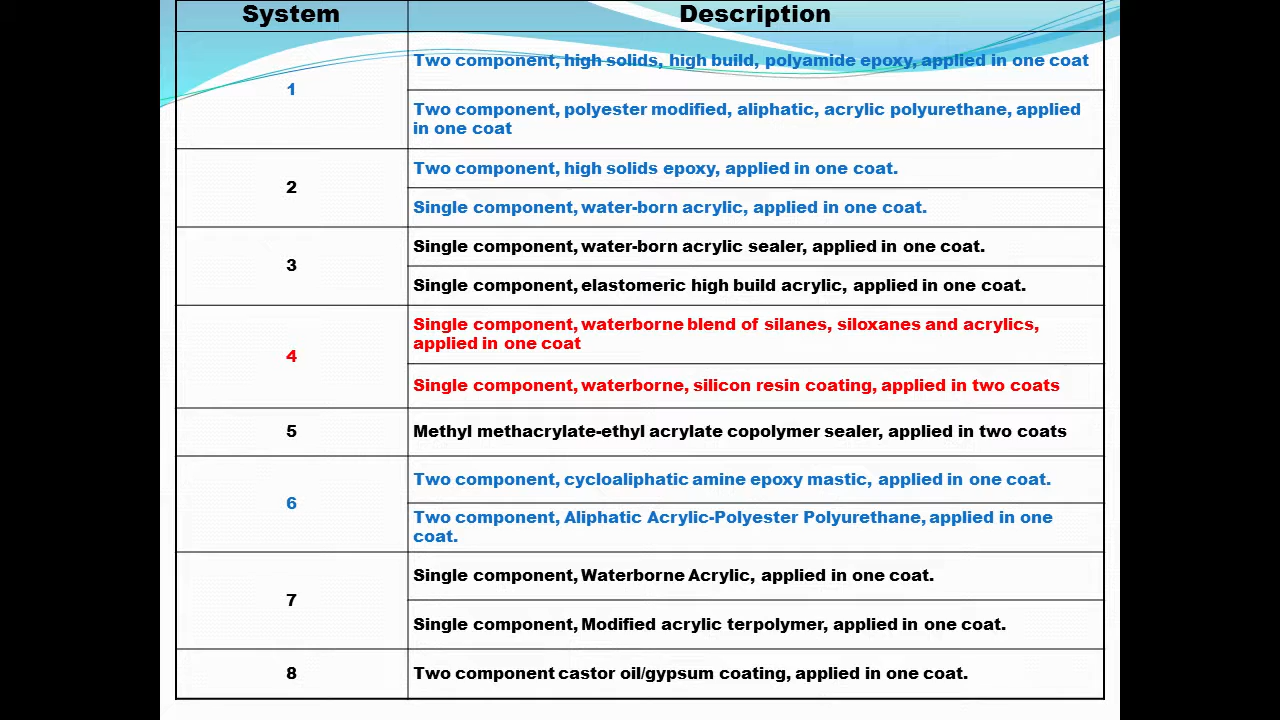 System Description
1
Two component, high solids, high build, polyamide epoxy, applied in one coat
Two component, polyester modified, aliphatic, acrylic polyurethane, applied
in one coat
2
Two component, high solids epoxy, applied in one coat.
Single component, water-born acrylic, applied in one coat.
3
Single component, water-born acrylic sealer, applied in one coat.
Single component, elastomeric high build acrylic, applied in one coat.
4
Single component, waterborne blend of silanes, siloxanes and acrylics,
applied in one coat
Single component, waterborne, silicon resin coating, applied in two coats
5
Methyl methacrylate-ethyl acrylate copolymer sealer, applied in two coats
6
Two component, cycloaliphatic amine epoxy mastic, applied in one coat.
Two component, Aliphatic Acrylic-Polyester Polyurethane, applied in one
coat.
7
Single component, Waterborne Acrylic, applied in one coat.
Single component, Modified acrylic terpolymer, applied in one coat.
8
Two component castor oil/gypsum coating, applied in one coat.